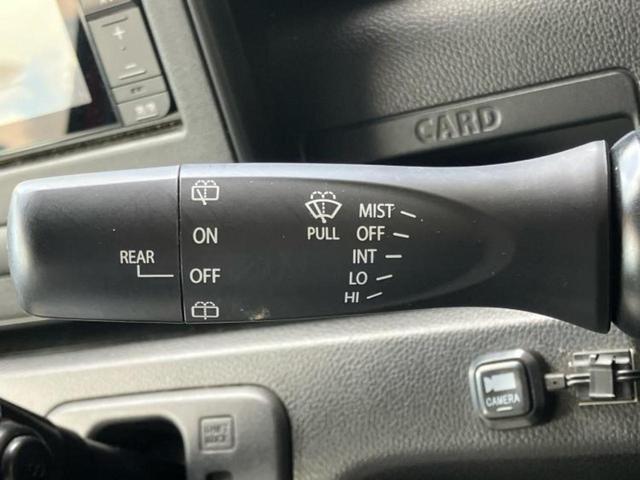 CARD
MIST
OFF
INT
LO
HI
PULL
ON
OFF
REAR
CAMERA